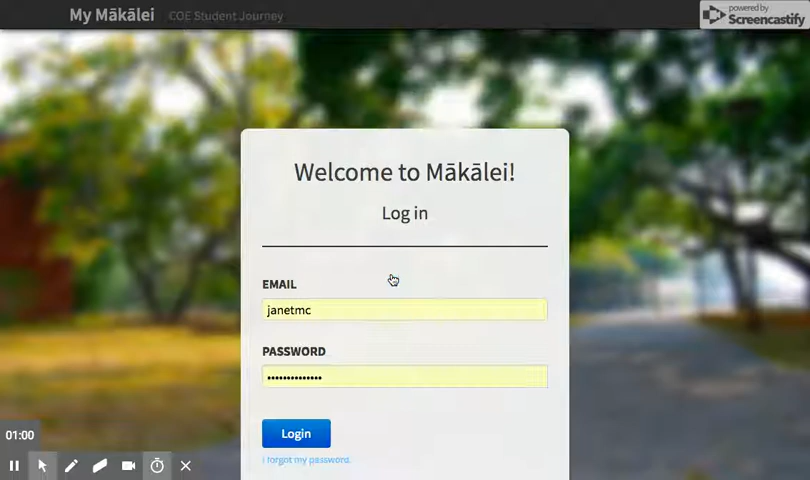 My Mākālei COE Student Journey
powered by
Screencastify
Welcome to Mākālei!
Log in
EMAIL
janetmc
PASSWORD
••••••••••••••
Login
I forgot my password.
01:00